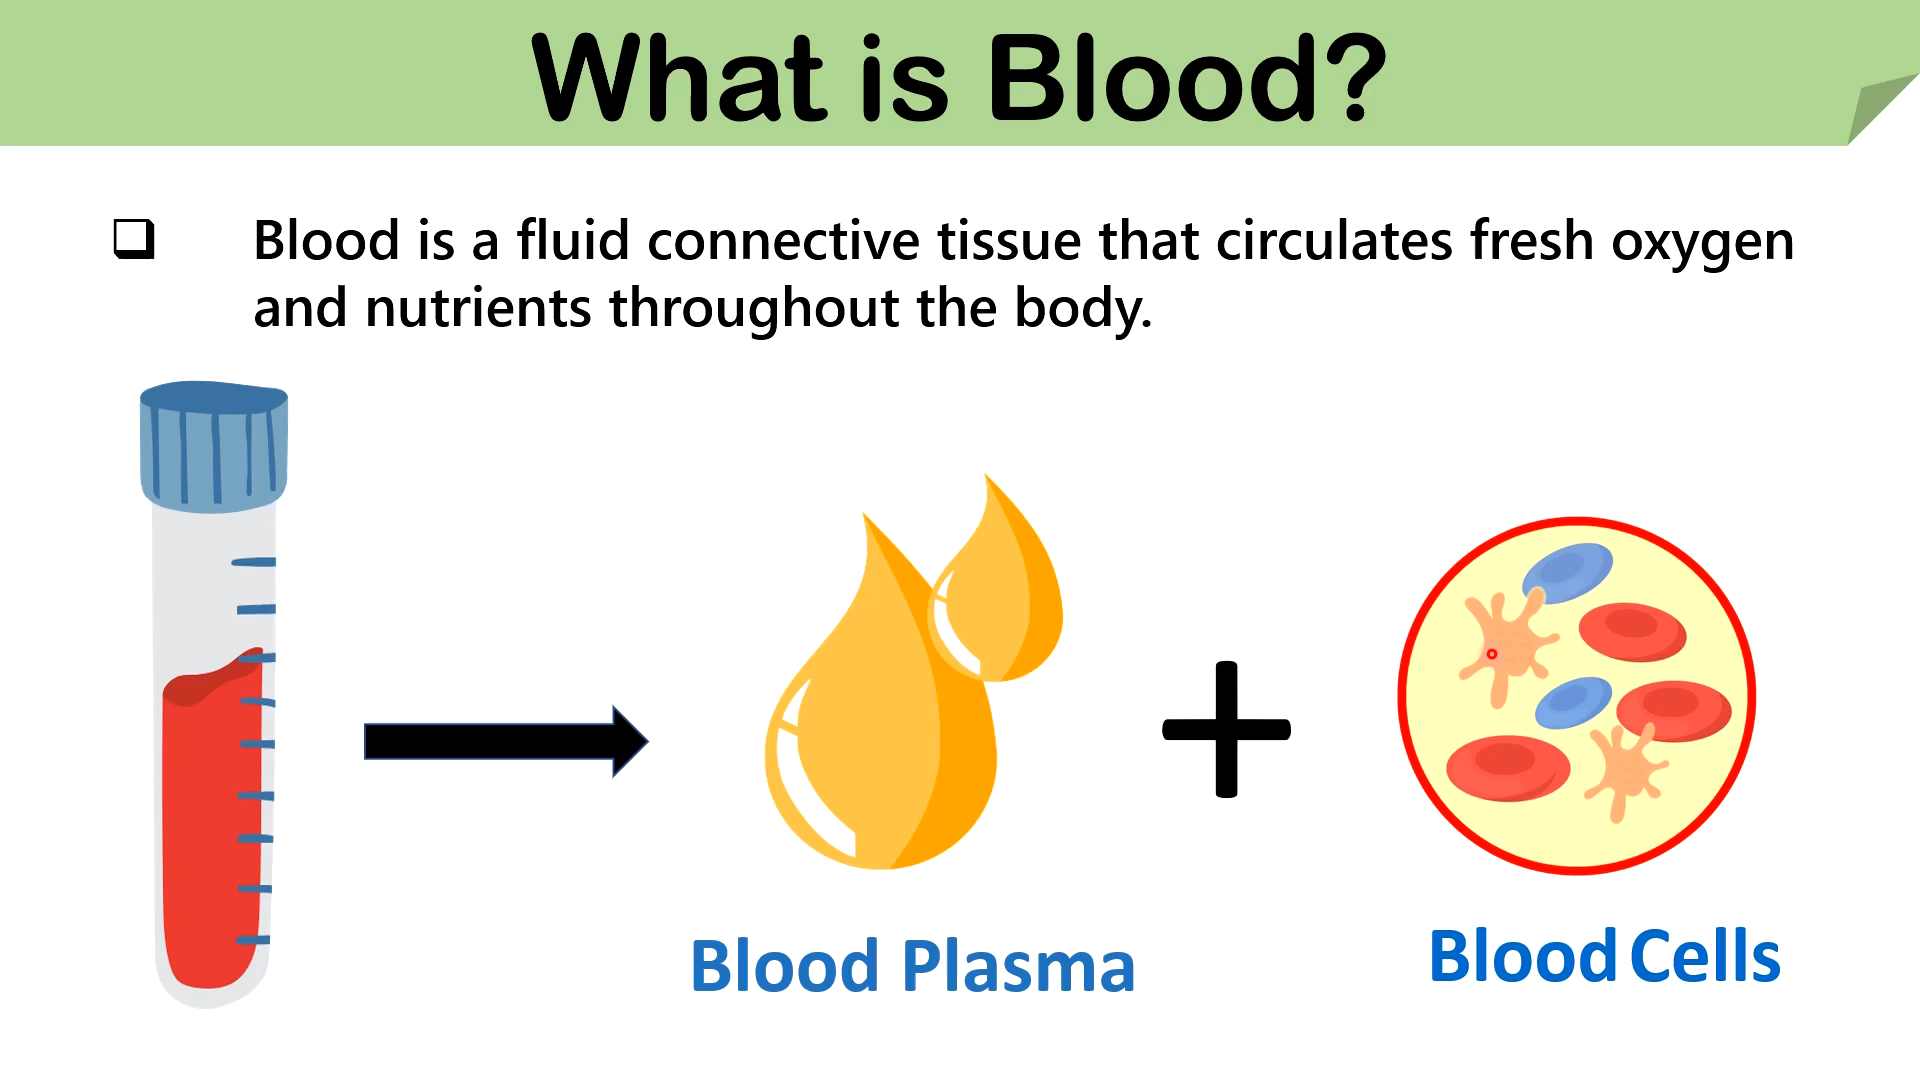 What is Blood?
Blood is a fluid connective tissue that circulates fresh oxygen
and nutrients throughout the body.
Blood Plasma
Blood Cells